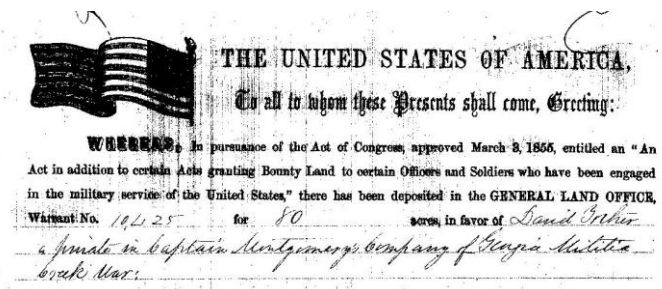 THE UNITED STATES OF AMERICA,
To all to whom these Presents shall come, Greeting:
WHEREAS, In pursuance of the Act of Congress, approved March 3, 1855, entitled an "An
Act in addition to certain Acts granting Bounty Land to certain Officers and Soldiers who have been engaged
in the military service of the United States," there has been deposited in the GENERAL LAND OFFICE,
Warrant No. 10425 for 80 acres, in favor of David
a private in Captain Montgomery's Company of Georgia Militia
Creek War: